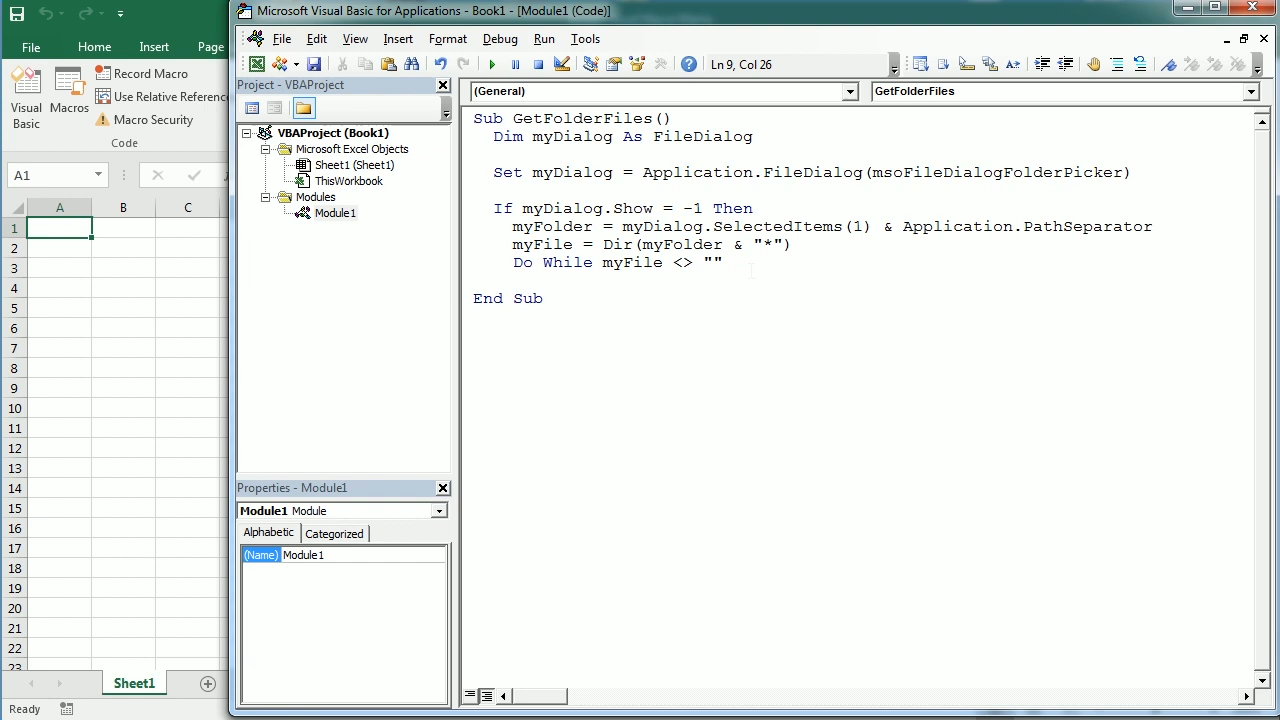 Microsoft Visual Basic for Applications - Book1 - [Module1 (Code)]
File Home Insert Page
File Edit View Insert Format Debug Run Tools
Visual Basic
Macros
Record Macro
Use Relative Reference
Macro Security
Code
Ln 9, Col 26
Project - VBAProject
(General)
GetFolderFiles
VBAProject (Book1)
Microsoft Excel Objects
Sheet1 (Sheet1)
ThisWorkbook
Modules
Module1
Sub GetFolderFiles()
Dim myDialog As FileDialog
Set myDialog = Application.FileDialog(msoFileDialogFolderPicker)
If myDialog.Show = -1 Then
myFolder = myDialog.SelectedItems(1) & Application.PathSeparator
myFile = Dir(myFolder & "*")
Do While myFile <> ""
End Sub
A1
A B C
1
2
3
4
5
6
7
8
9
10
11
12
13
14
15
16
17
18
19
20
21
22
23
Properties - Module1
Module1 Module
Alphabetic Categorized
(Name) Module1
Sheet1
Ready